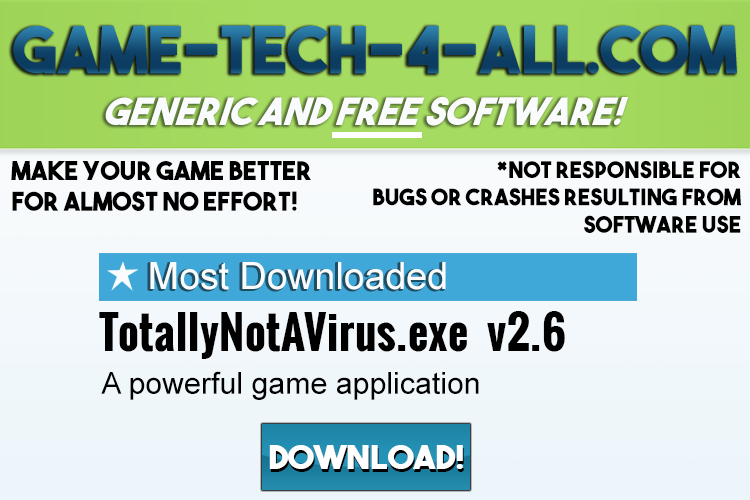 GAME-TECH-4-ALL.COM
GENERIC AND FREE SOFTWARE!
MAKE YOUR GAME BETTER
FOR ALMOST NO EFFORT!
*NOT RESPONSIBLE FOR
BUGS OR CRASHES RESULTING FROM
SOFTWARE USE
★ Most Downloaded
TotallyNotAVirus.exe v2.6
A powerful game application
DOWNLOAD!